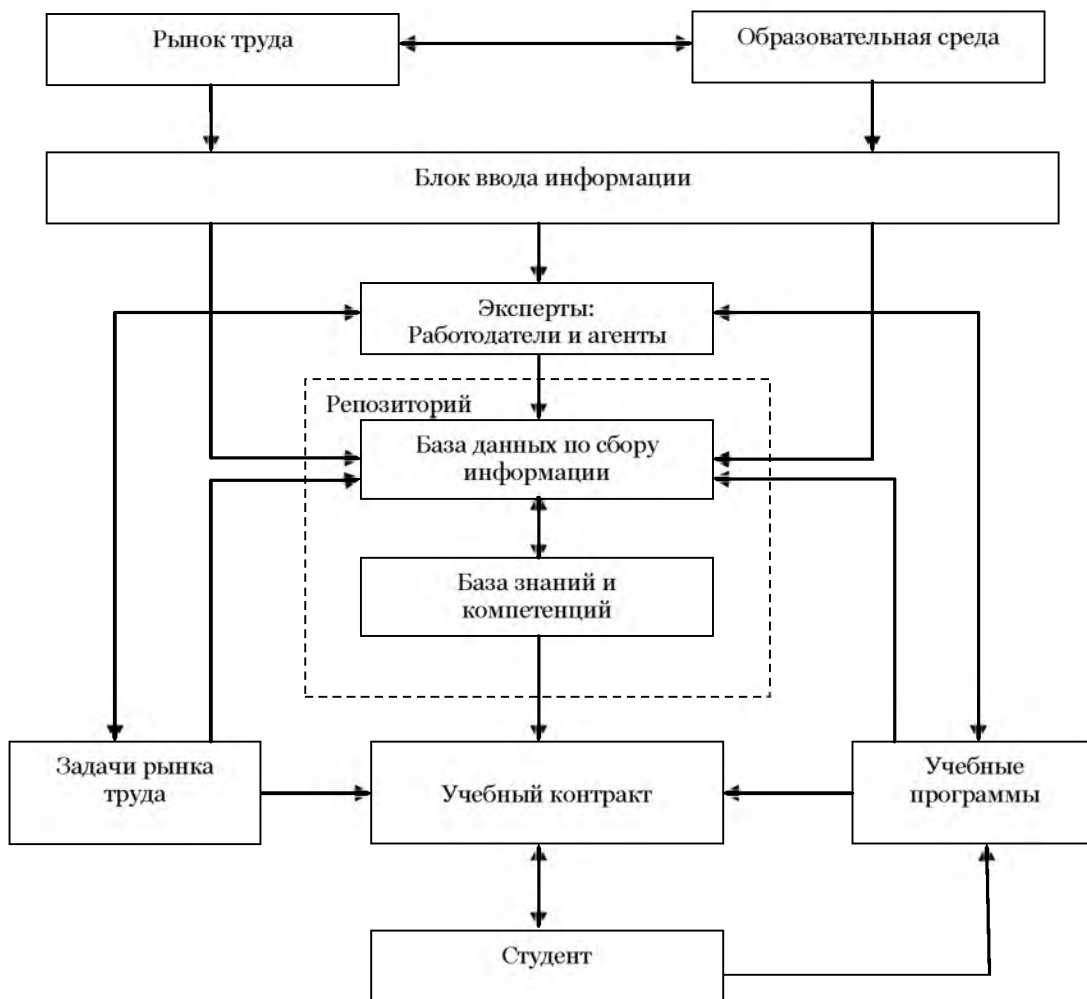 Рынок труда
Образовательная среда
Блок ввода информации
Эксперты:
Работодатели и агенты
Репозиторий
База данных по сбору
информации
База знаний и
компетенций
Задачи рынка
труда
Учебный контракт
Учебные
программы
Студент